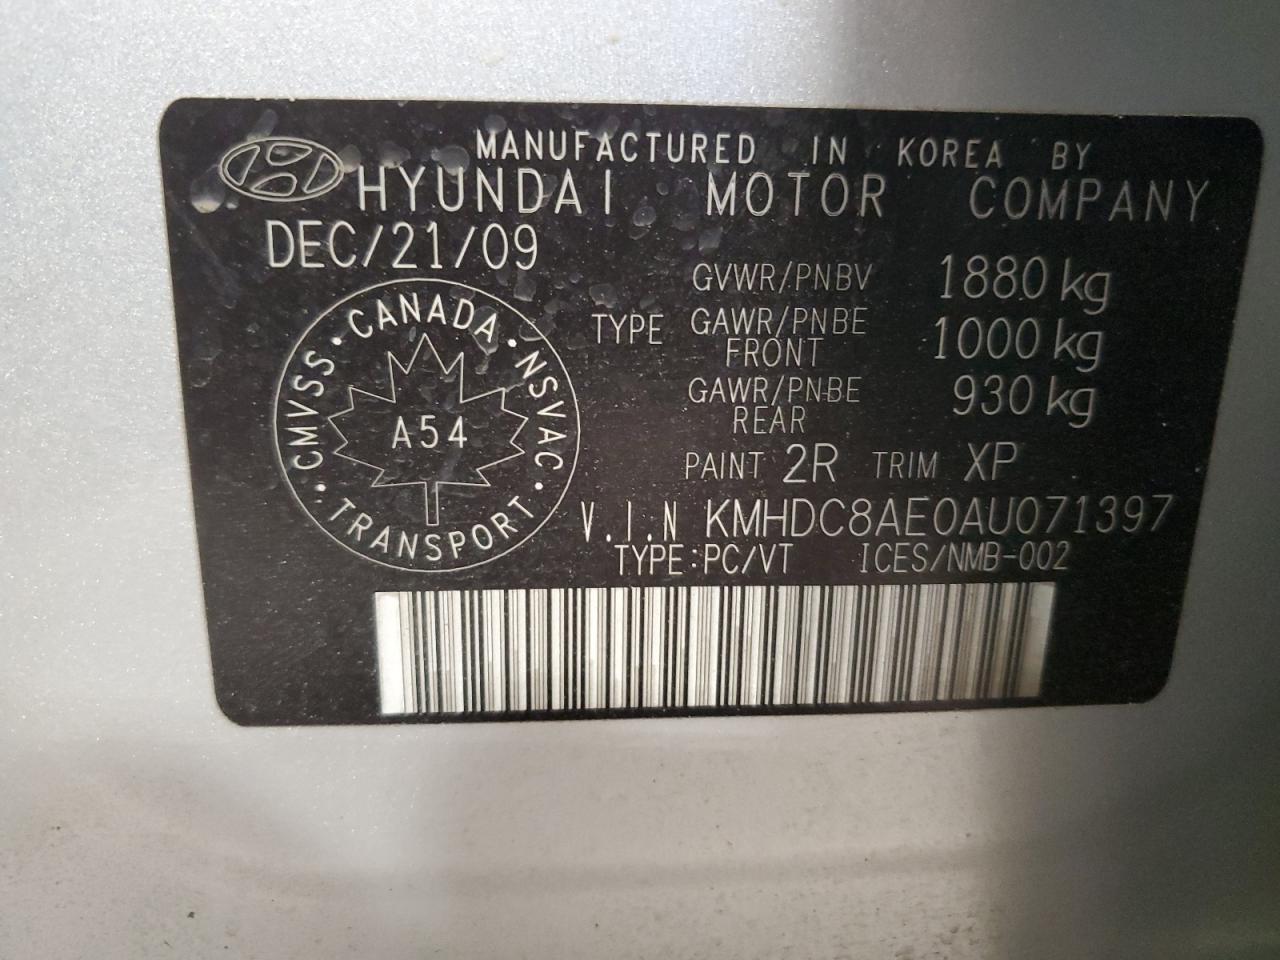 MANUFACTURED IN KOREA BY
HYUNDAI MOTOR COMPANY
DEC/21/09
GVWR/PNBV 1880 kg
TYPE GAWR/PNBE FRONT 1000 kg
GAWR/PNBE REAR 930 kg
PAINT 2R TRIM XP
V.I.N KMHDC8AE0AU071397
TYPE:PC/VT ICES/NMB-002
CMVSS · CANADA · NSVAC · TRANSPORT ·
A54